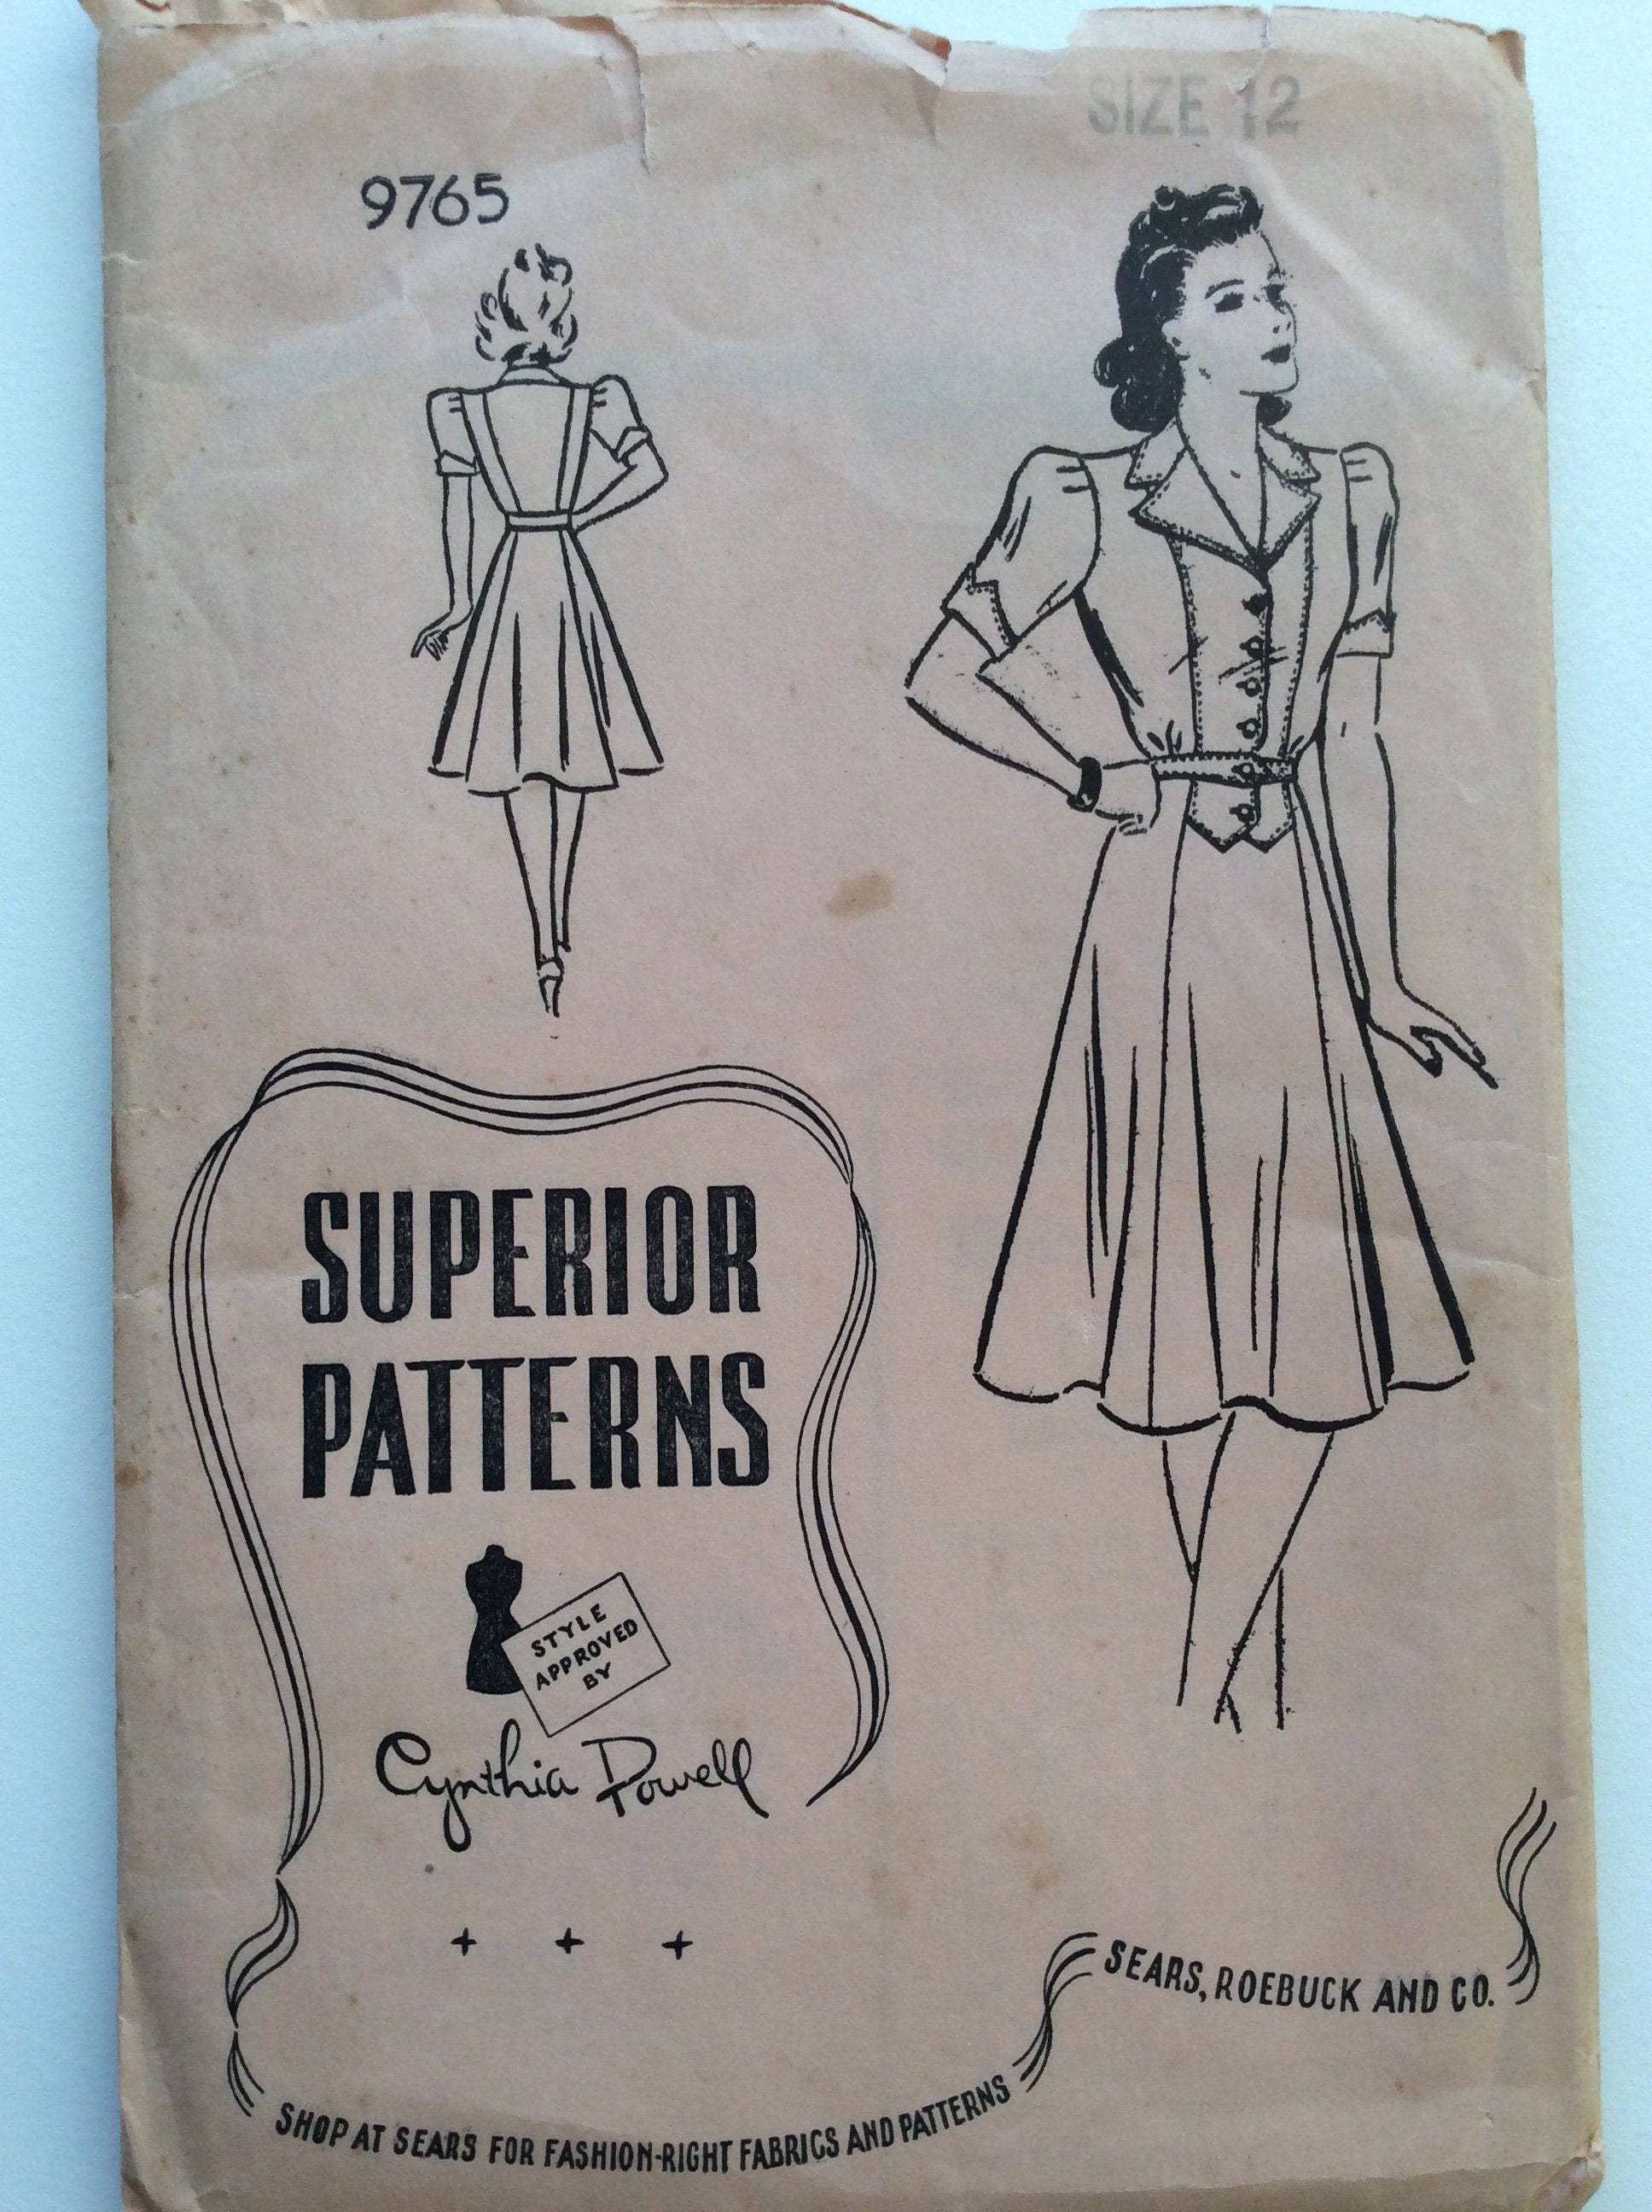 SIZE 12
9765
SUPERIOR
PATTERNS
STYLE
APPROVED
BY
Cynthia Powell
SEARS, ROEBUCK AND CO.
SHOP AT SEARS FOR FASHION-RIGHT FABRICS AND PATTERNS